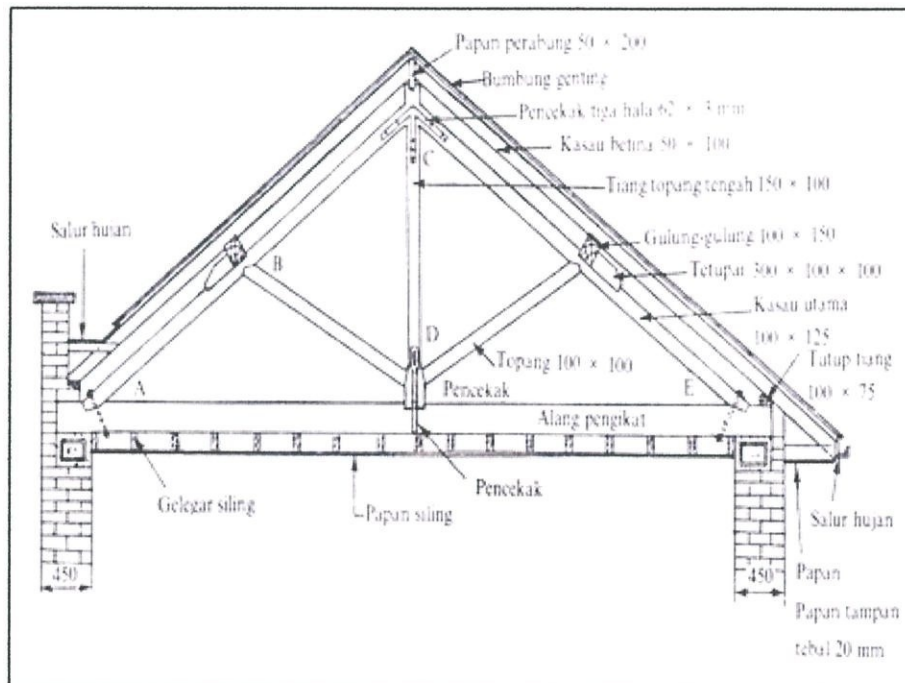 Papan perabung 50 × 200
Bumbung genting
Pencekak tiga hala 62 × 3 mm
Kasau betina 50 × 100
C
Tiang topang tengah 150 × 100
Salur hujan
Gulung-gulung 100 × 150
B
Tetupai 300 × 100 × 100
Kasau utama
100 × 125
D
Topang 100 × 100
Tutup tiang
100 × 75
A
Pencekak
E
Alang pengikat
Gelegar siling
Papan siling
Pencekak
Salur hujan
450
450
Papan
Papan tampan
tebal 20 mm